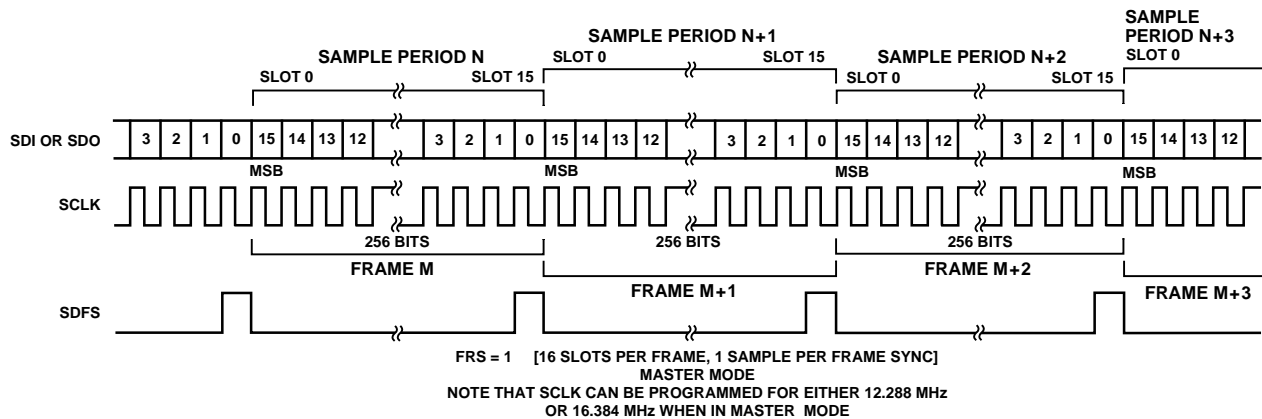 SAMPLE PERIOD N
SAMPLE PERIOD N+1
SAMPLE PERIOD N+2
SAMPLE
PERIOD N+3
SLOT 0 SLOT 15 SLOT 0 SLOT 15 SLOT 0 SLOT 15 SLOT 0
SDI OR SDO 3 2 1 0 15 14 13 12 3 2 1 0 15 14 13 12 3 2 1 0 15 14 13 12 3 2 1 0 15 14 13 12
MSB MSB MSB MSB
SCLK
256 BITS 256 BITS 256 BITS
FRAME M FRAME M+1 FRAME M+2 FRAME M+3
SDFS
FRS = 1 [16 SLOTS PER FRAME, 1 SAMPLE PER FRAME SYNC]
MASTER MODE
NOTE THAT SCLK CAN BE PROGRAMMED FOR EITHER 12.288 MHz
OR 16.384 MHz WHEN IN MASTER MODE